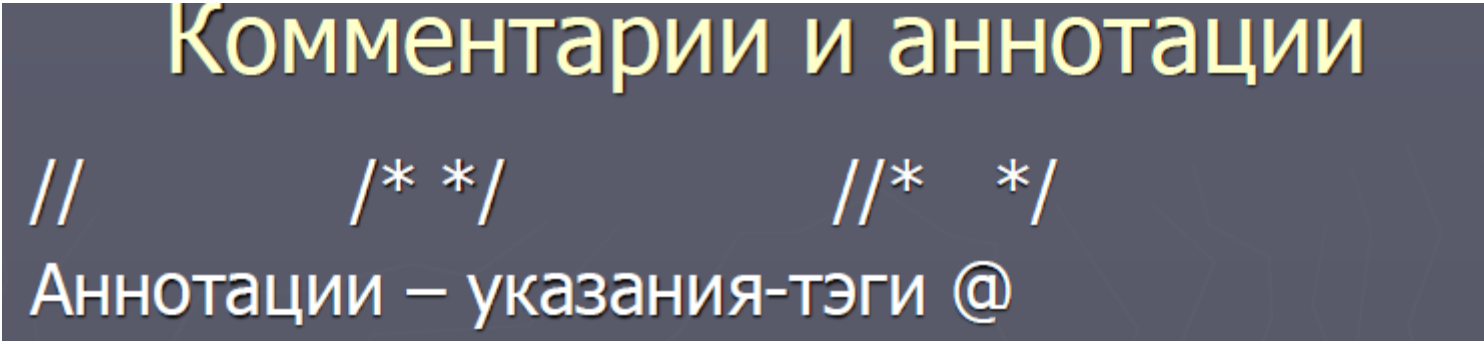 Комментарии и аннотации
// /* */ //* */
Аннотации – указания-тэги @